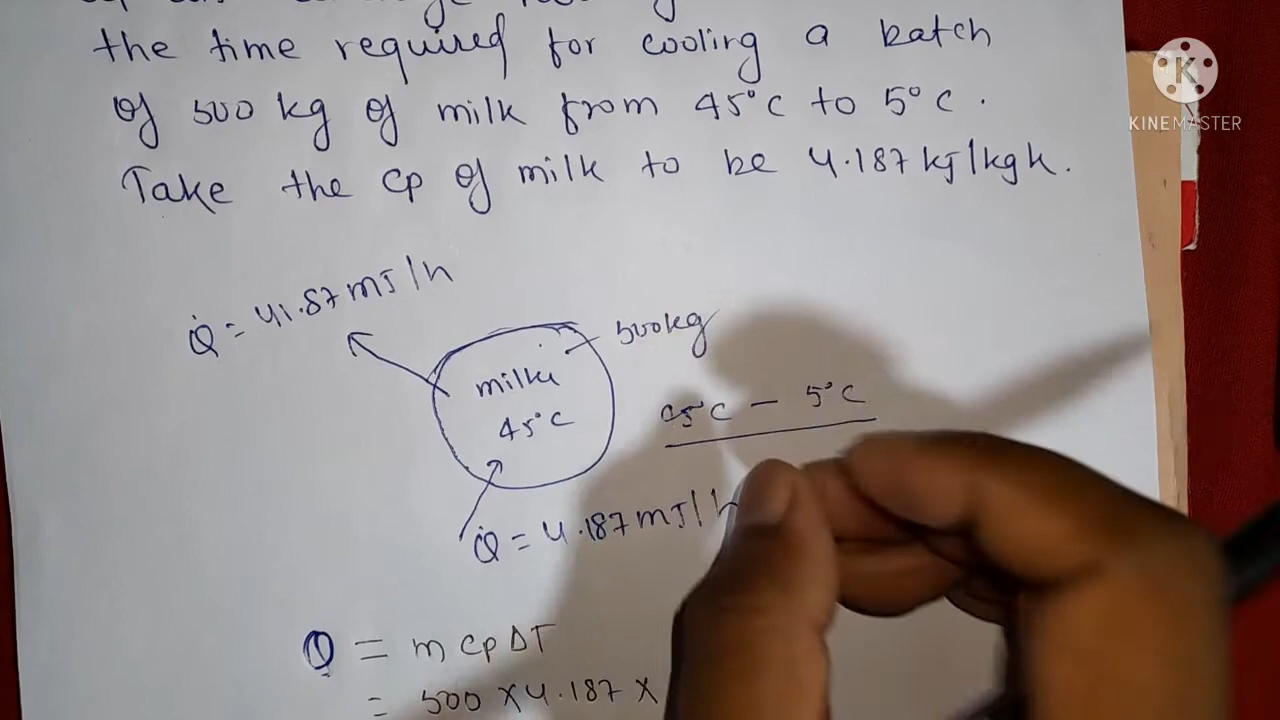 the time required for cooling a batch
of 500 kg of milk from 45°C to 5°C.
Take the Cp of milk to be 4.187 kJ/kgk.
K
KINEMASTER
Q̇ = 41.87 mJ/h
500kg
milk
45°C
45°C - 5°C
Q̇ = 4.187 mJ/h
Q = m Cp ΔT
= 500 × 4.187 ×